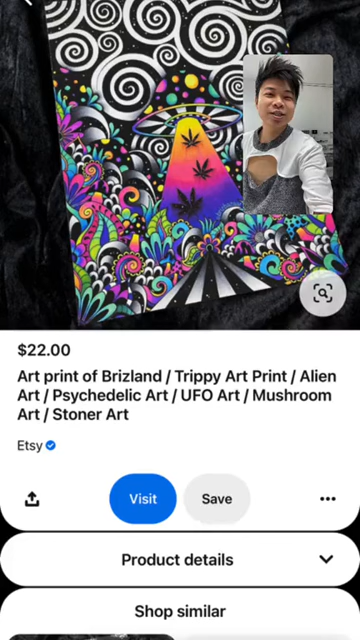 $22.00
Art print of Brizland / Trippy Art Print / Alien
Art / Psychedelic Art / UFO Art / Mushroom
Art / Stoner Art
Etsy
Visit
Save
Product details
Shop similar